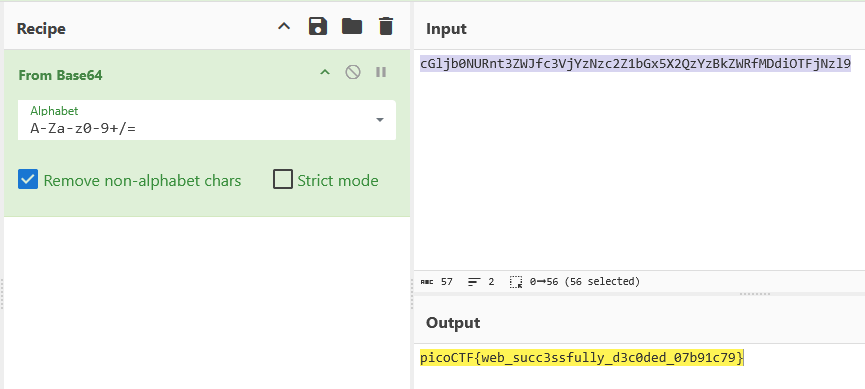 Recipe
From Base64
Alphabet
A-Za-z0-9+/=
Remove non-alphabet chars
Strict mode
Input
cGljb0NURnt3ZWJfc3VjYzNzc2Z1bGx5X2QzYzBkZWRfMDdiOTFjNzl9
ABC 57 2 0→56 (56 selected)
Output
picoCTF{web_succ3ssfully_d3c0ded_07b91c79}